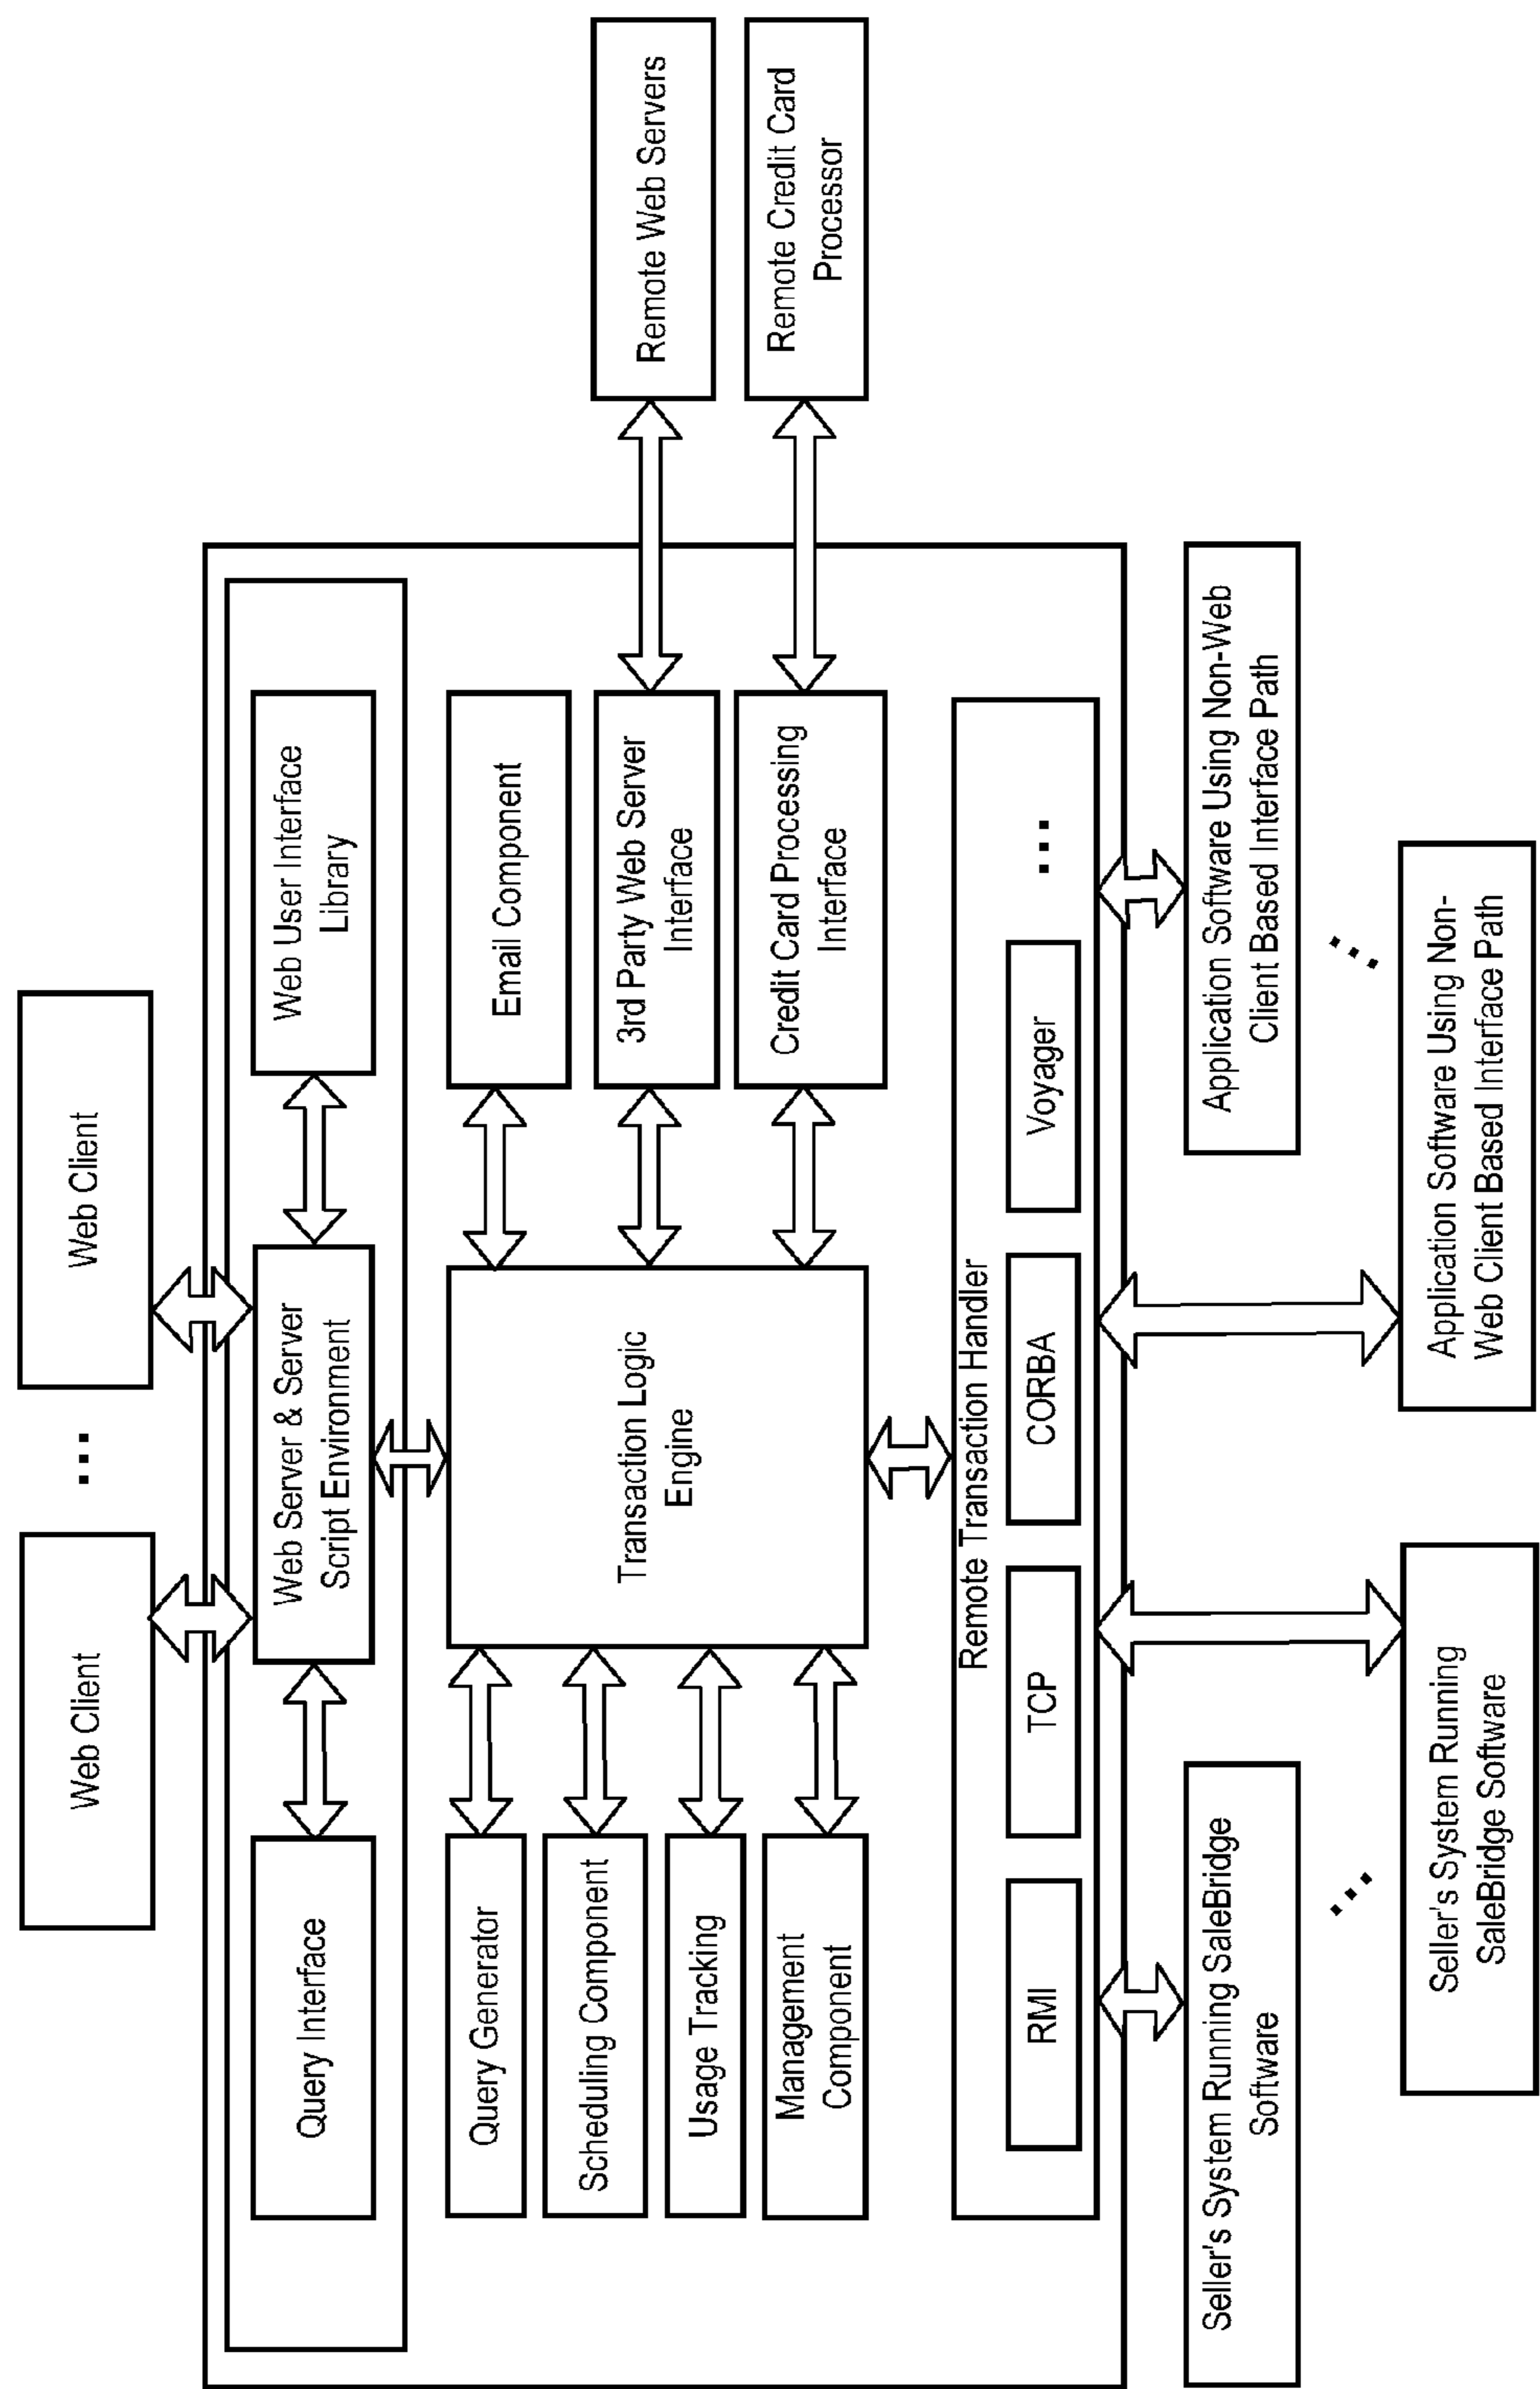 Web Client
...
Web Client
Query Interface
Web Server & Server
Script Environment
Web User Interface
Library
Query Generator
Scheduling Component
Usage Tracking
Management
Component
Transaction Logic
Engine
Email Component
3rd Party Web Server
Interface
Credit Card Processing
Interface
Remote Web Servers
Remote Credit Card
Processor
Remote Transaction Handler
RMI
TCP
CORBA
Voyager
...
Seller's System Running SaleBridge
Software
...
Seller's System Running
SaleBridge Software
Application Software Using Non-Web
Client Based Interface Path
...
Application Software Using Non-
Web Client Based Interface Path